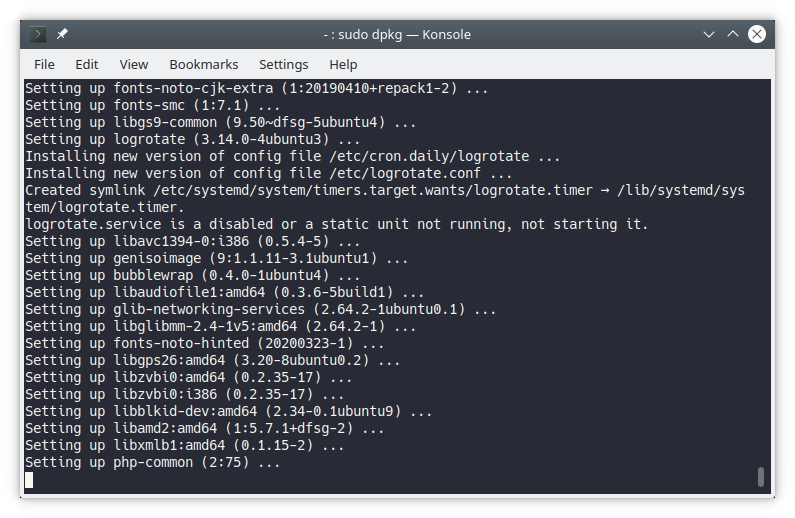 - : sudo dpkg — Konsole
File Edit View Bookmarks Settings Help
Setting up fonts-noto-cjk-extra (1:20190410+repack1-2) ...
Setting up fonts-smc (1:7.1) ...
Setting up libgs9-common (9.50~dfsg-5ubuntu4) ...
Setting up logrotate (3.14.0-4ubuntu3) ...
Installing new version of config file /etc/cron.daily/logrotate ...
Installing new version of config file /etc/logrotate.conf ...
Created symlink /etc/systemd/system/timers.target.wants/logrotate.timer → /lib/systemd/sys
tem/logrotate.timer.
logrotate.service is a disabled or a static unit not running, not starting it.
Setting up libavc1394-0:i386 (0.5.4-5) ...
Setting up genisoimage (9:1.1.11-3.1ubuntu1) ...
Setting up bubblewrap (0.4.0-1ubuntu4) ...
Setting up libaudiofile1:amd64 (0.3.6-5build1) ...
Setting up glib-networking-services (2.64.2-1ubuntu0.1) ...
Setting up libglibmm-2.4-1v5:amd64 (2.64.2-1) ...
Setting up fonts-noto-hinted (20200323-1) ...
Setting up libgps26:amd64 (3.20-8ubuntu0.2) ...
Setting up libzvbi0:amd64 (0.2.35-17) ...
Setting up libzvbi0:i386 (0.2.35-17) ...
Setting up libblkid-dev:amd64 (2.34-0.1ubuntu9) ...
Setting up libamd2:amd64 (1:5.7.1+dfsg-2) ...
Setting up libxmlb1:amd64 (0.1.15-2) ...
Setting up php-common (2:75) ...